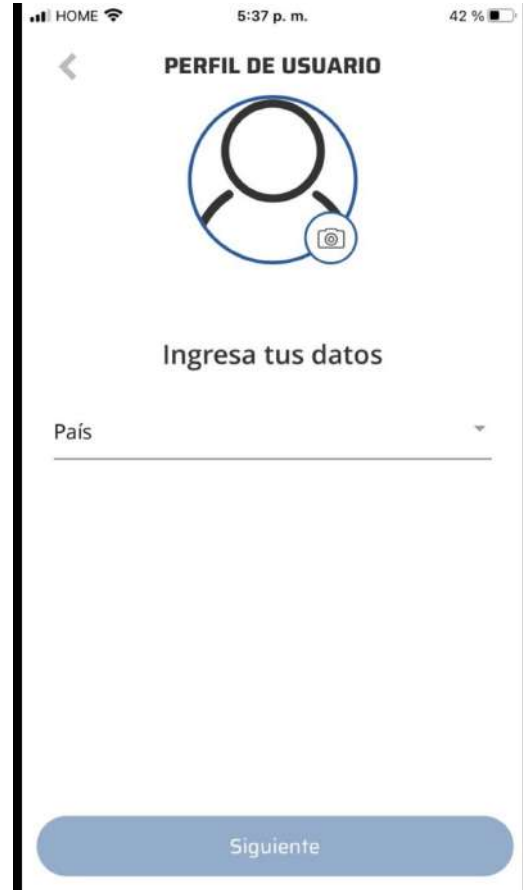 HOME 5:37 p. m. 42 %
PERFIL DE USUARIO
Ingresa tus datos
País
Siguiente